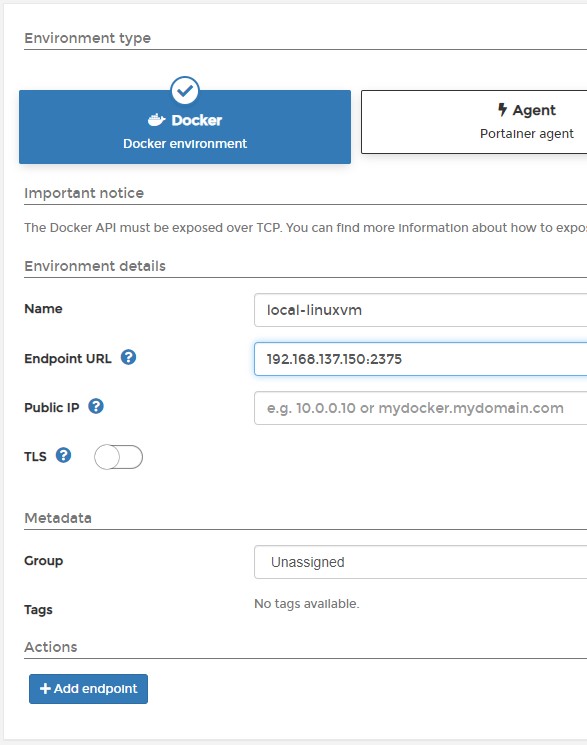 Environment type
Docker
Docker environment
Agent
Portainer agent
Important notice
The Docker API must be exposed over TCP. You can find more information about how to expo
Environment details
Name
local-linuxvm
Endpoint URL ?
192.168.137.150:2375
Public IP ?
e.g. 10.0.0.10 or mydocker.mydomain.com
TLS ?
Metadata
Group
Unassigned
Tags
No tags available.
Actions
+ Add endpoint